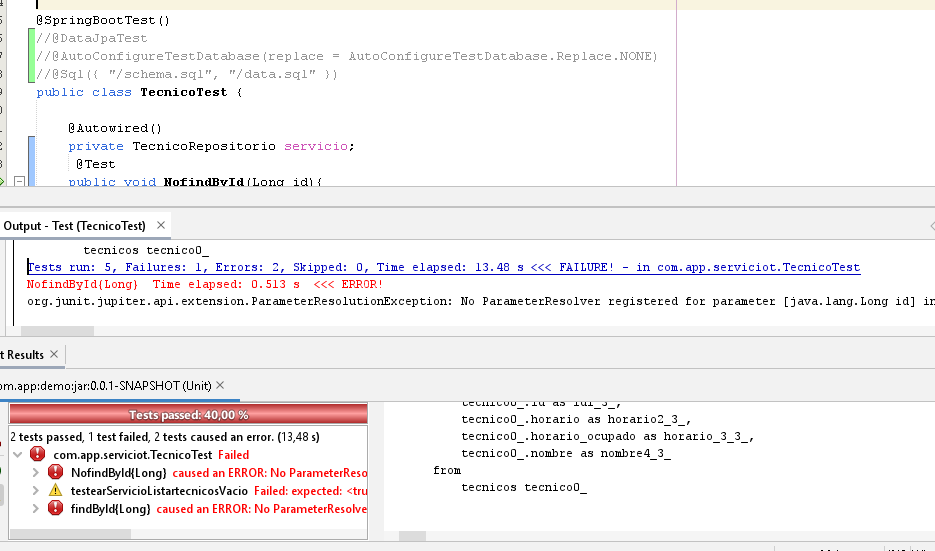 @SpringBootTest()
//@DataJpaTest
//@AutoConfigureTestDatabase(replace = AutoConfigureTestDatabase.Replace.NONE)
//@Sql({ "/schema.sql", "/data.sql" })
public class TecnicoTest {
@Autowired()
private TecnicoRepositorio servicio;
@Test
public void NofindById(Long id){
Output - Test (TecnicoTest) ×
tecnicos tecnico0_
Tests run: 5, Failures: 1, Errors: 2, Skipped: 0, Time elapsed: 13.48 s <<< FAILURE! - in com.app.serviciot.TecnicoTest
NofindById{Long}  Time elapsed: 0.513 s  <<< ERROR!
org.junit.jupiter.api.extension.ParameterResolutionException: No ParameterResolver registered for parameter [java.lang.Long id] in
t Results ×
om.app:demo:jar:0.0.1-SNAPSHOT (Unit) ×
Tests passed: 40,00 %
2 tests passed, 1 test failed, 2 tests caused an error. (13,48 s)
com.app.serviciot.TecnicoTest Failed
NofindById{Long} caused an ERROR: No ParameterReso
testearServicioListartecnicosVacio Failed: expected: <tru
findById{Long} caused an ERROR: No ParameterResolve
tecnico0_.id as id1_3_,
tecnico0_.horario as horario2_3_,
tecnico0_.horario_ocupado as horario_3_3_,
tecnico0_.nombre as nombre4_3_
from
tecnicos tecnico0_